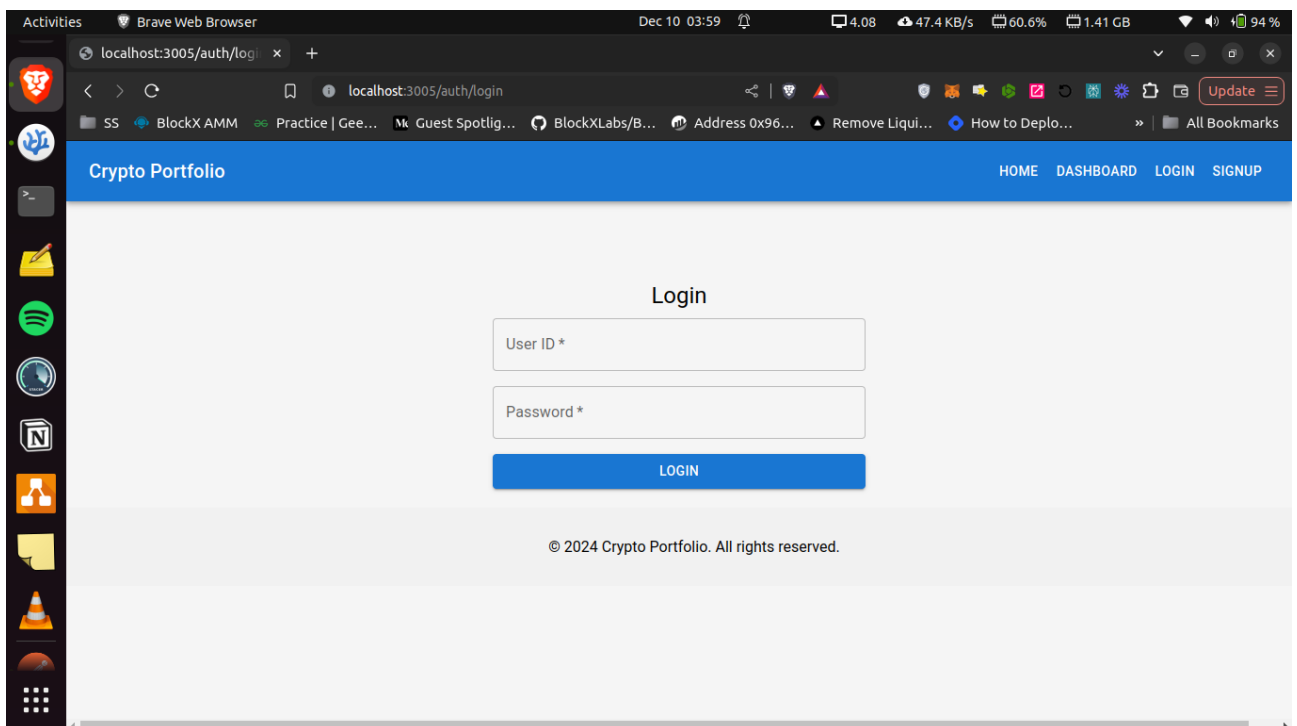 Activities Brave Web Browser Dec 10 03:59 4.08 47.4 KB/s 60.6% 1.41 GB 94 %
localhost:3005/auth/logi × +
localhost:3005/auth/login Update
SS BlockX AMM Practice | Gee... Guest Spotlig... BlockXLabs/B... Address 0x96... Remove Liqui... How to Deplo... » All Bookmarks
Crypto Portfolio HOME DASHBOARD LOGIN SIGNUP
Login
User ID *
Password *
LOGIN
© 2024 Crypto Portfolio. All rights reserved.